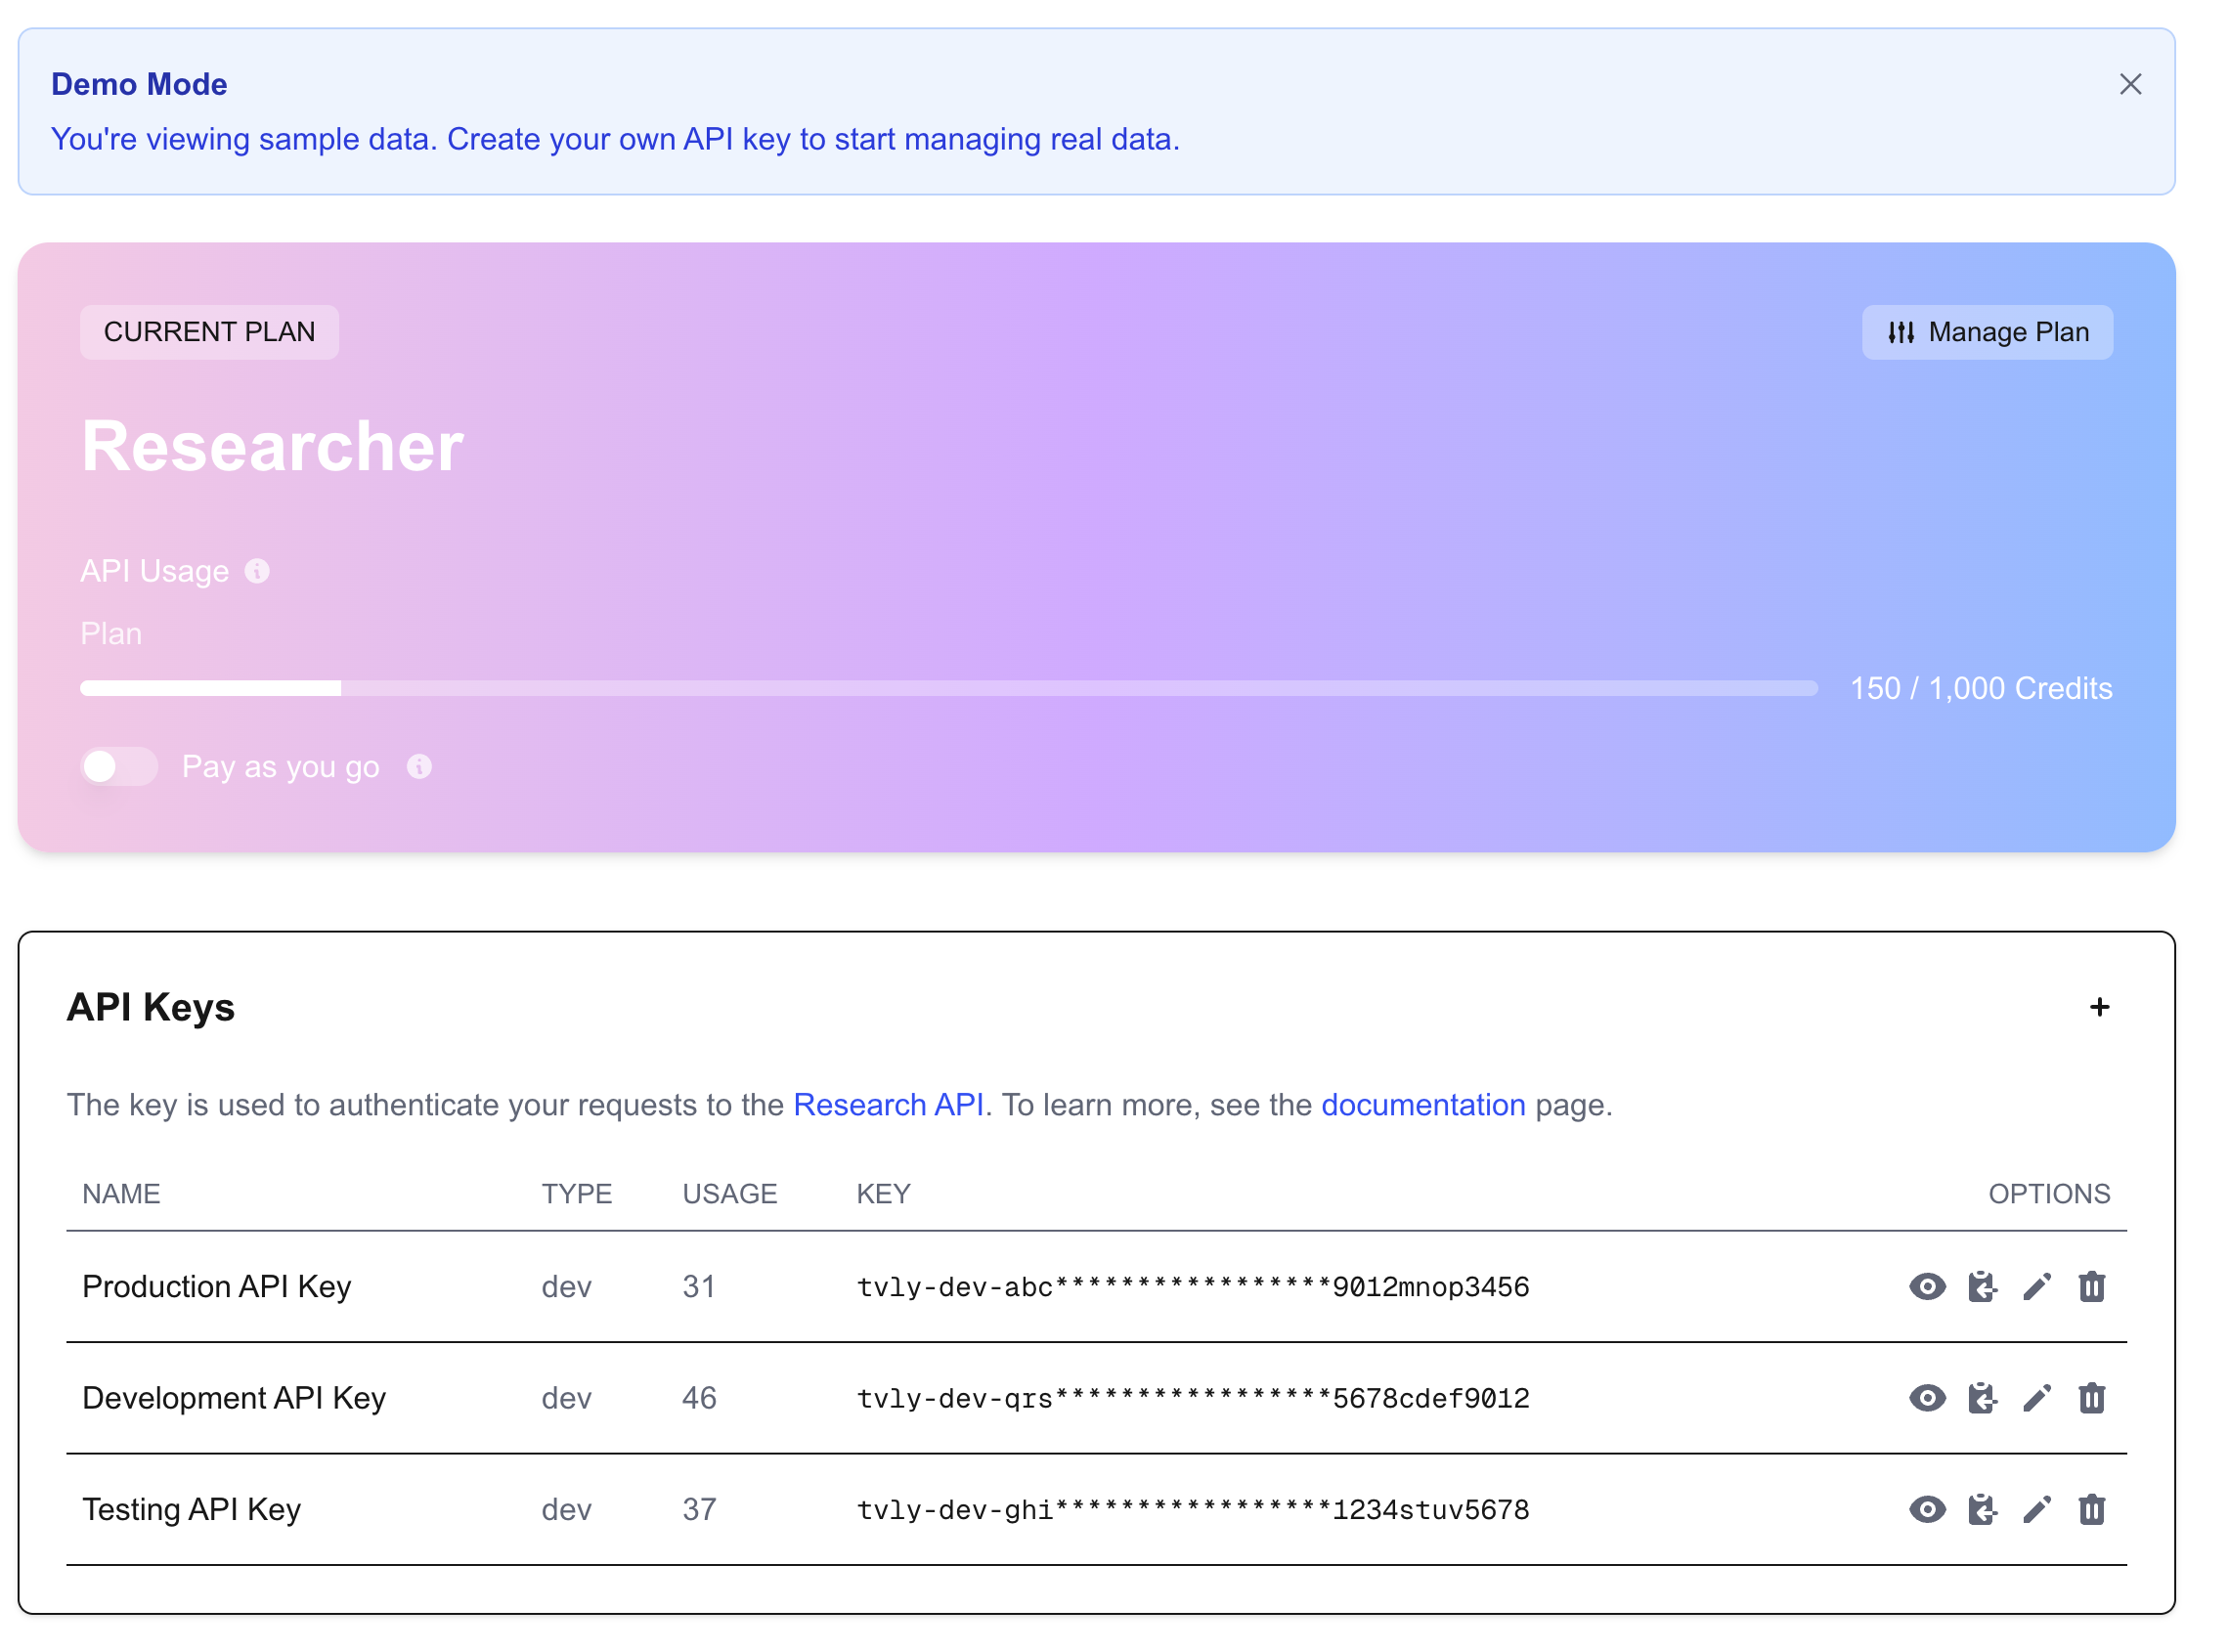 Demo Mode
You're viewing sample data. Create your own API key to start managing real data.
CURRENT PLAN
Manage Plan
Researcher
API Usage
Plan
150 / 1,000 Credits
Pay as you go
API Keys
The key is used to authenticate your requests to the Research API. To learn more, see the documentation page.
NAME TYPE USAGE KEY OPTIONS
Production API Key dev 31 tvly-dev-abc*****************9012mnop3456
Development API Key dev 46 tvly-dev-qrs*****************5678cdef9012
Testing API Key dev 37 tvly-dev-ghi*****************1234stuv5678